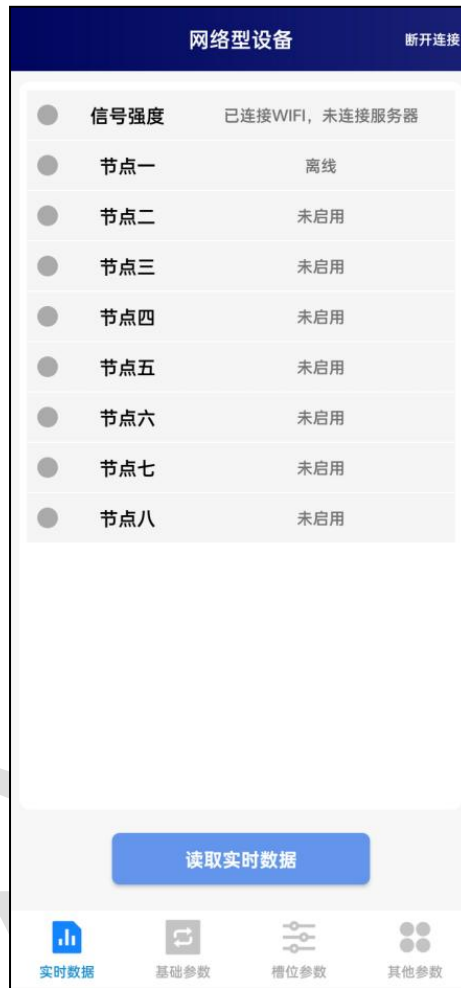 网络型设备 断开连接
信号强度 已连接WIFI，未连接服务器
节点一 离线
节点二 未启用
节点三 未启用
节点四 未启用
节点五 未启用
节点六 未启用
节点七 未启用
节点八 未启用
读取实时数据
实时数据 基础参数 槽位参数 其他参数